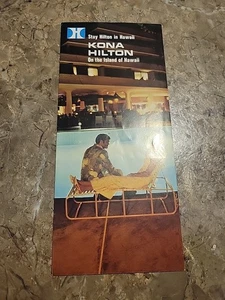 Stay Hilton in Hawaii
KONA
HILTON
On the Island of Hawaii